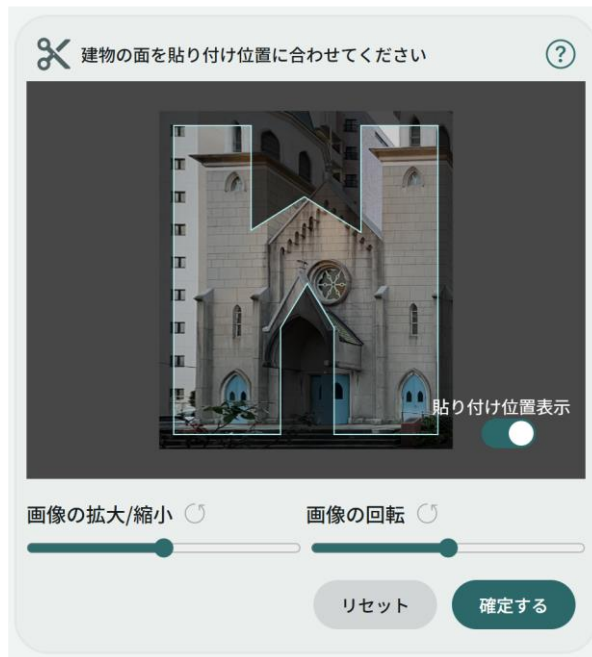 建物の面を貼り付け位置に合わせてください
?
貼り付け位置表示
画像の拡大/縮小
画像の回転
リセット
確定する